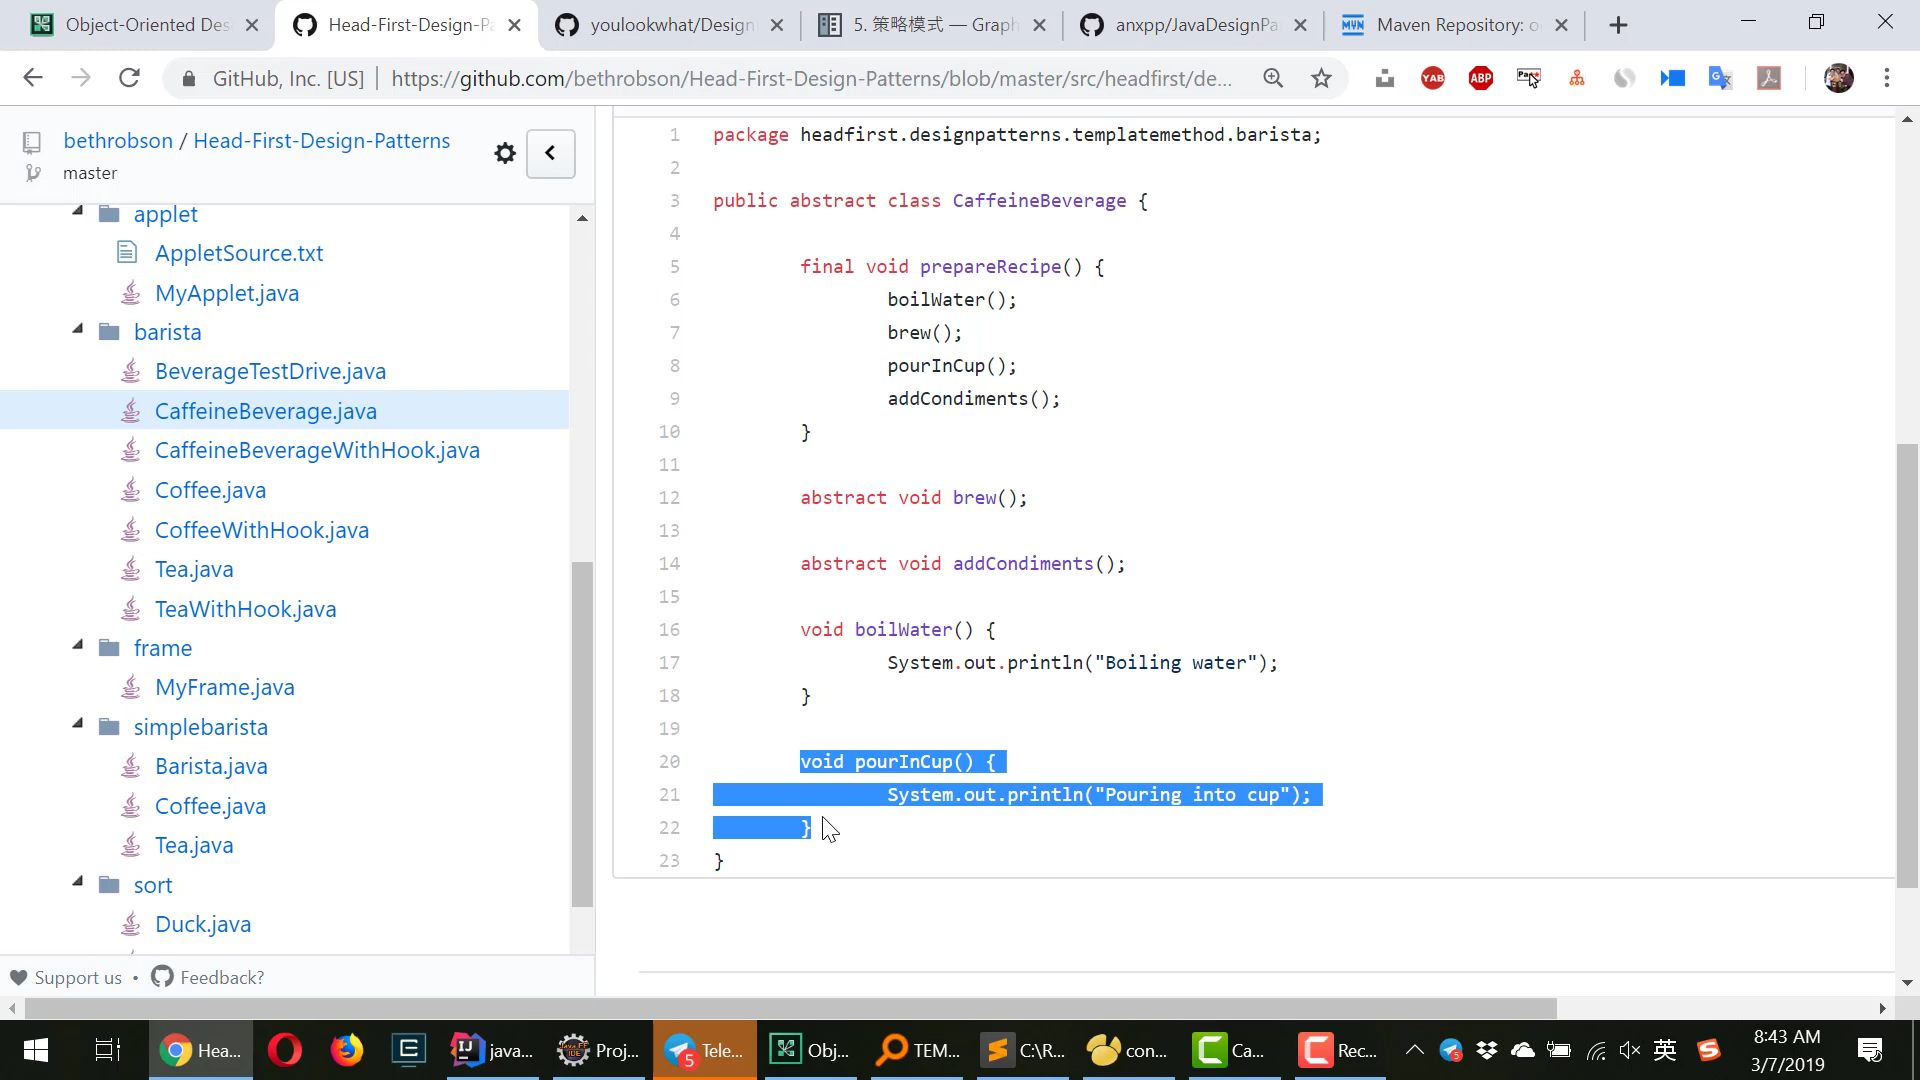 Object-Oriented Des
Head-First-Design-Pa
youlookwhat/Design
5. 策略模式 — Graph
anxpp/JavaDesignPa
MVN Maven Repository: o
GitHub, Inc. [US] | https://github.com/bethrobson/Head-First-Design-Patterns/blob/master/src/headfirst/de...
YAB
ABP
bethrobson / Head-First-Design-Patterns
master
applet
AppletSource.txt
MyApplet.java
barista
BeverageTestDrive.java
CaffeineBeverage.java
CaffeineBeverageWithHook.java
Coffee.java
CoffeeWithHook.java
Tea.java
TeaWithHook.java
frame
MyFrame.java
simplebarista
Barista.java
Coffee.java
Tea.java
sort
Duck.java
Support us • Feedback?
1 package headfirst.designpatterns.templatemethod.barista;
2
3 public abstract class CaffeineBeverage {
4
5 final void prepareRecipe() {
6 boilWater();
7 brew();
8 pourInCup();
9 addCondiments();
10 }
11
12 abstract void brew();
13
14 abstract void addCondiments();
15
16 void boilWater() {
17 System.out.println("Boiling water");
18 }
19
20 void pourInCup() {
21 System.out.println("Pouring into cup");
22 }
23 }
Hea...
java...
Proj...
5 Tele...
Obj...
TEM...
C:\R...
con...
Ca...
Rec...
英
8:43 AM
3/7/2019